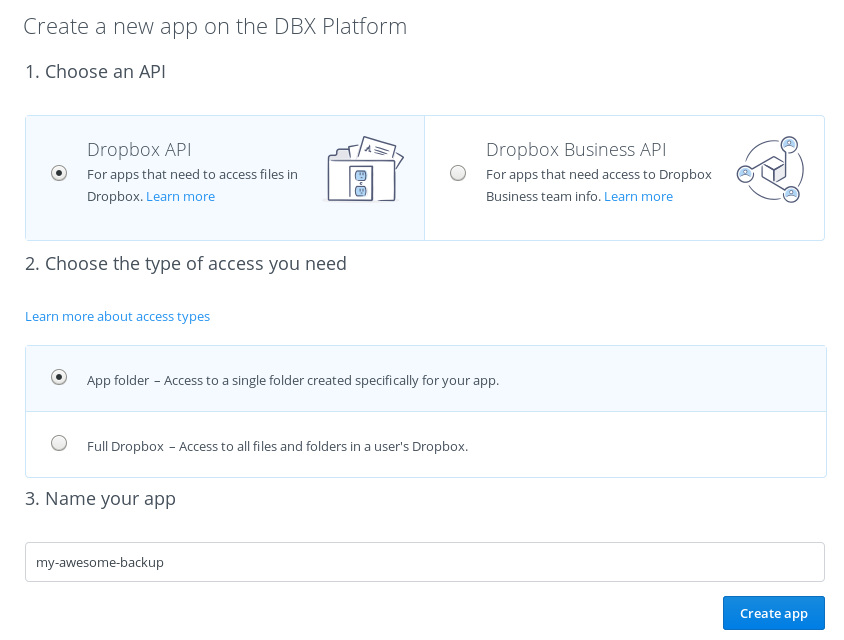 Create a new app on the DBX Platform
1. Choose an API
Dropbox API
For apps that need to access files in
Dropbox. Learn more
Dropbox Business API
For apps that need access to Dropbox
Business team info. Learn more
2. Choose the type of access you need
Learn more about access types
App folder – Access to a single folder created specifically for your app.
Full Dropbox – Access to all files and folders in a user's Dropbox.
3. Name your app
my-awesome-backup
Create app